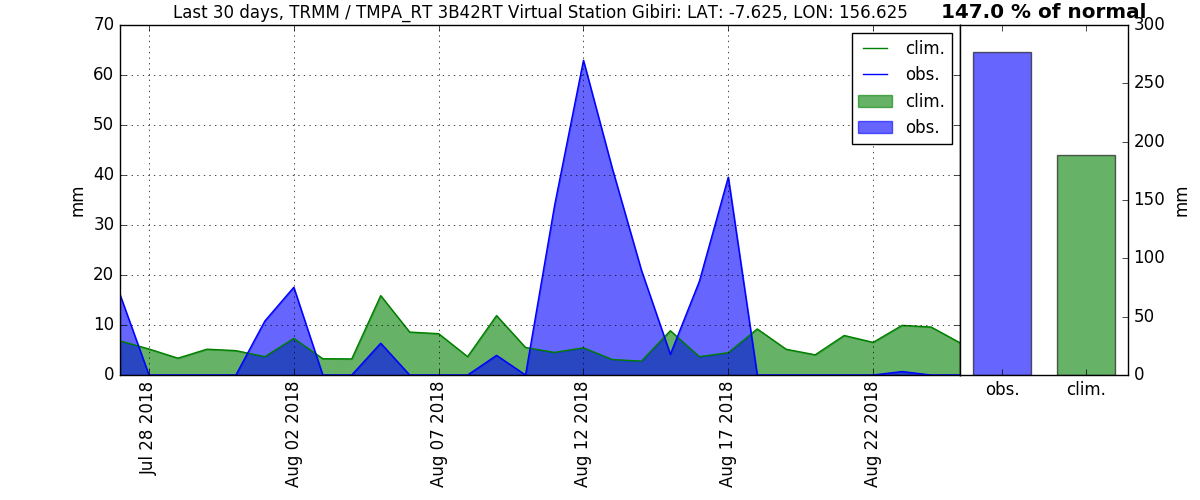 Last 30 days, TRMM / TMPA_RT 3B42RT Virtual Station Gibiri: LAT: -7.625, LON: 156.625
147.0 % of normal
70
60
50
40
30
20
10
0
mm
clim.
obs.
clim.
obs.
Jul 28 2018
Aug 02 2018
Aug 07 2018
Aug 12 2018
Aug 17 2018
Aug 22 2018
300
250
200
150
100
50
0
mm
obs.
clim.